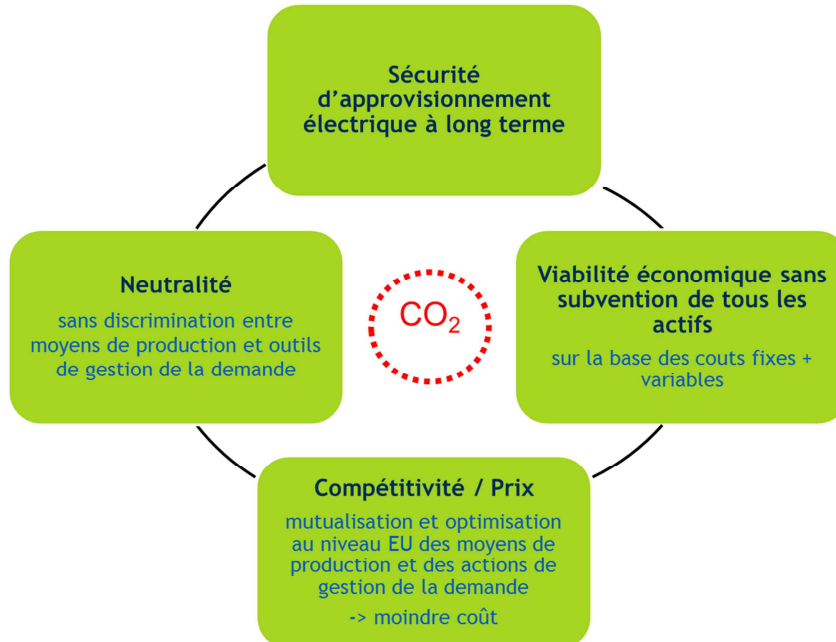 Sécurité
d’approvisionnement
électrique à long terme
Neutralité
sans discrimination entre
moyens de production et outils
de gestion de la demande
CO₂
Viabilité économique sans
subvention de tous les
actifs
sur la base des couts fixes +
variables
Compétitivité / Prix
mutualisation et optimisation
au niveau EU des moyens de
production et des actions de
gestion de la demande
-> moindre coût